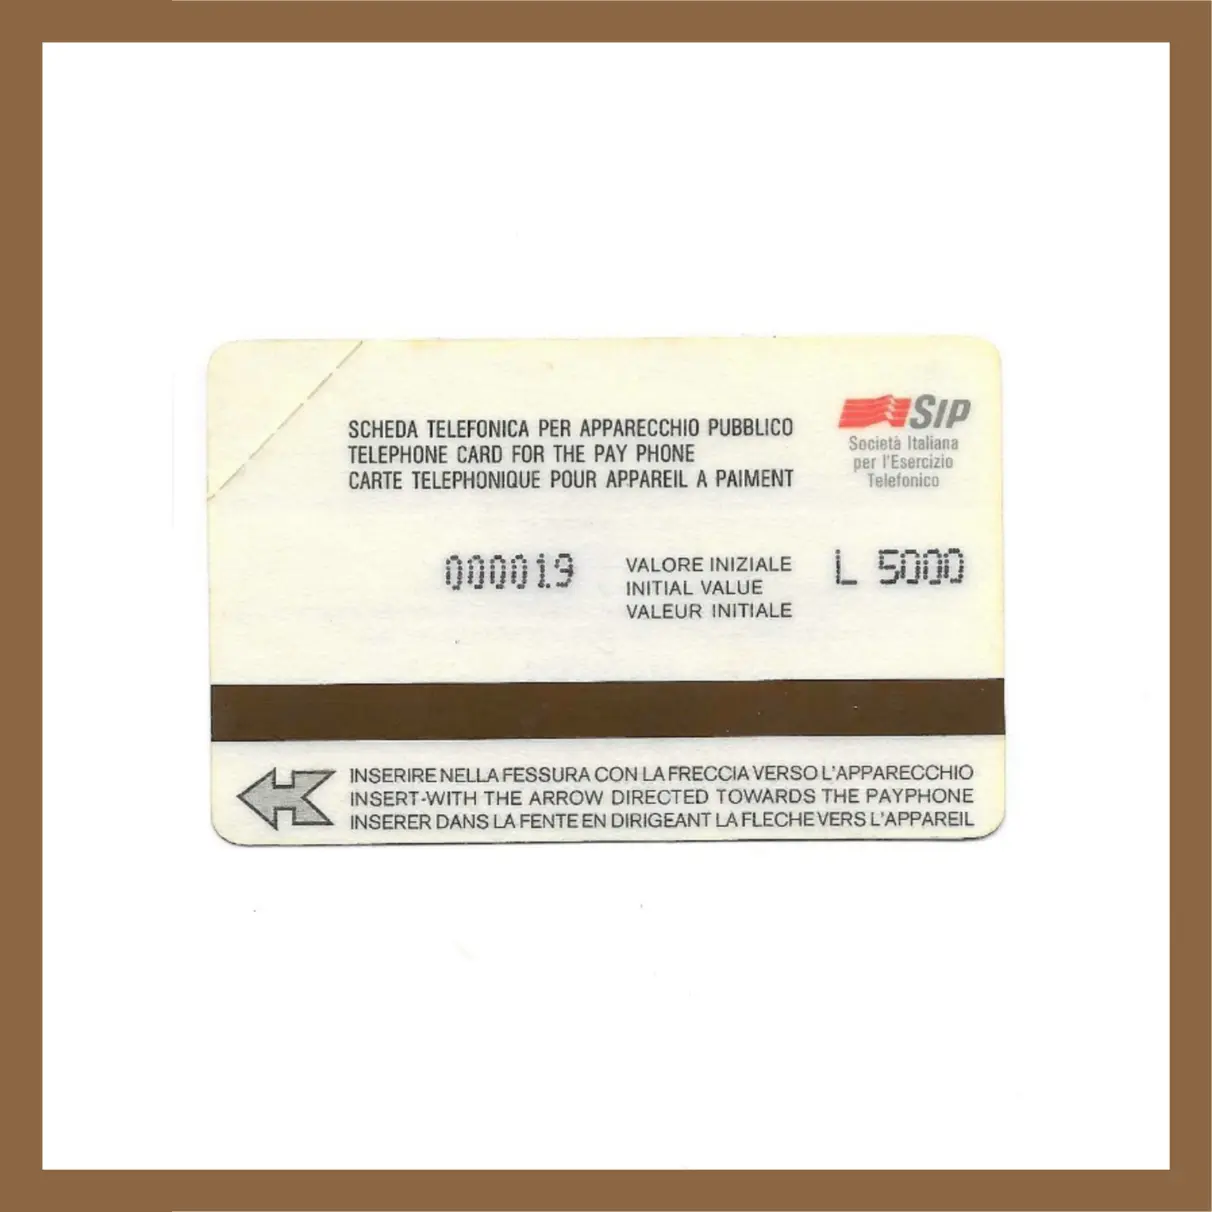 SCHEDA TELEFONICA PER APPARECCHIO PUBBLICO
TELEPHONE CARD FOR THE PAY PHONE
CARTE TELEPHONIQUE POUR APPAREIL A PAIMENT
SIP
Società Italiana
per l'Esercizio
Telefonico
000019
VALORE INIZIALE
INITIAL VALUE
VALEUR INITIALE
L 5000
INSERIRE NELLA FESSURA CON LA FRECCIA VERSO L'APPARECCHIO
INSERT-WITH THE ARROW DIRECTED TOWARDS THE PAYPHONE
INSERER DANS LA FENTE EN DIRIGEANT LA FLECHE VERS L'APPAREIL